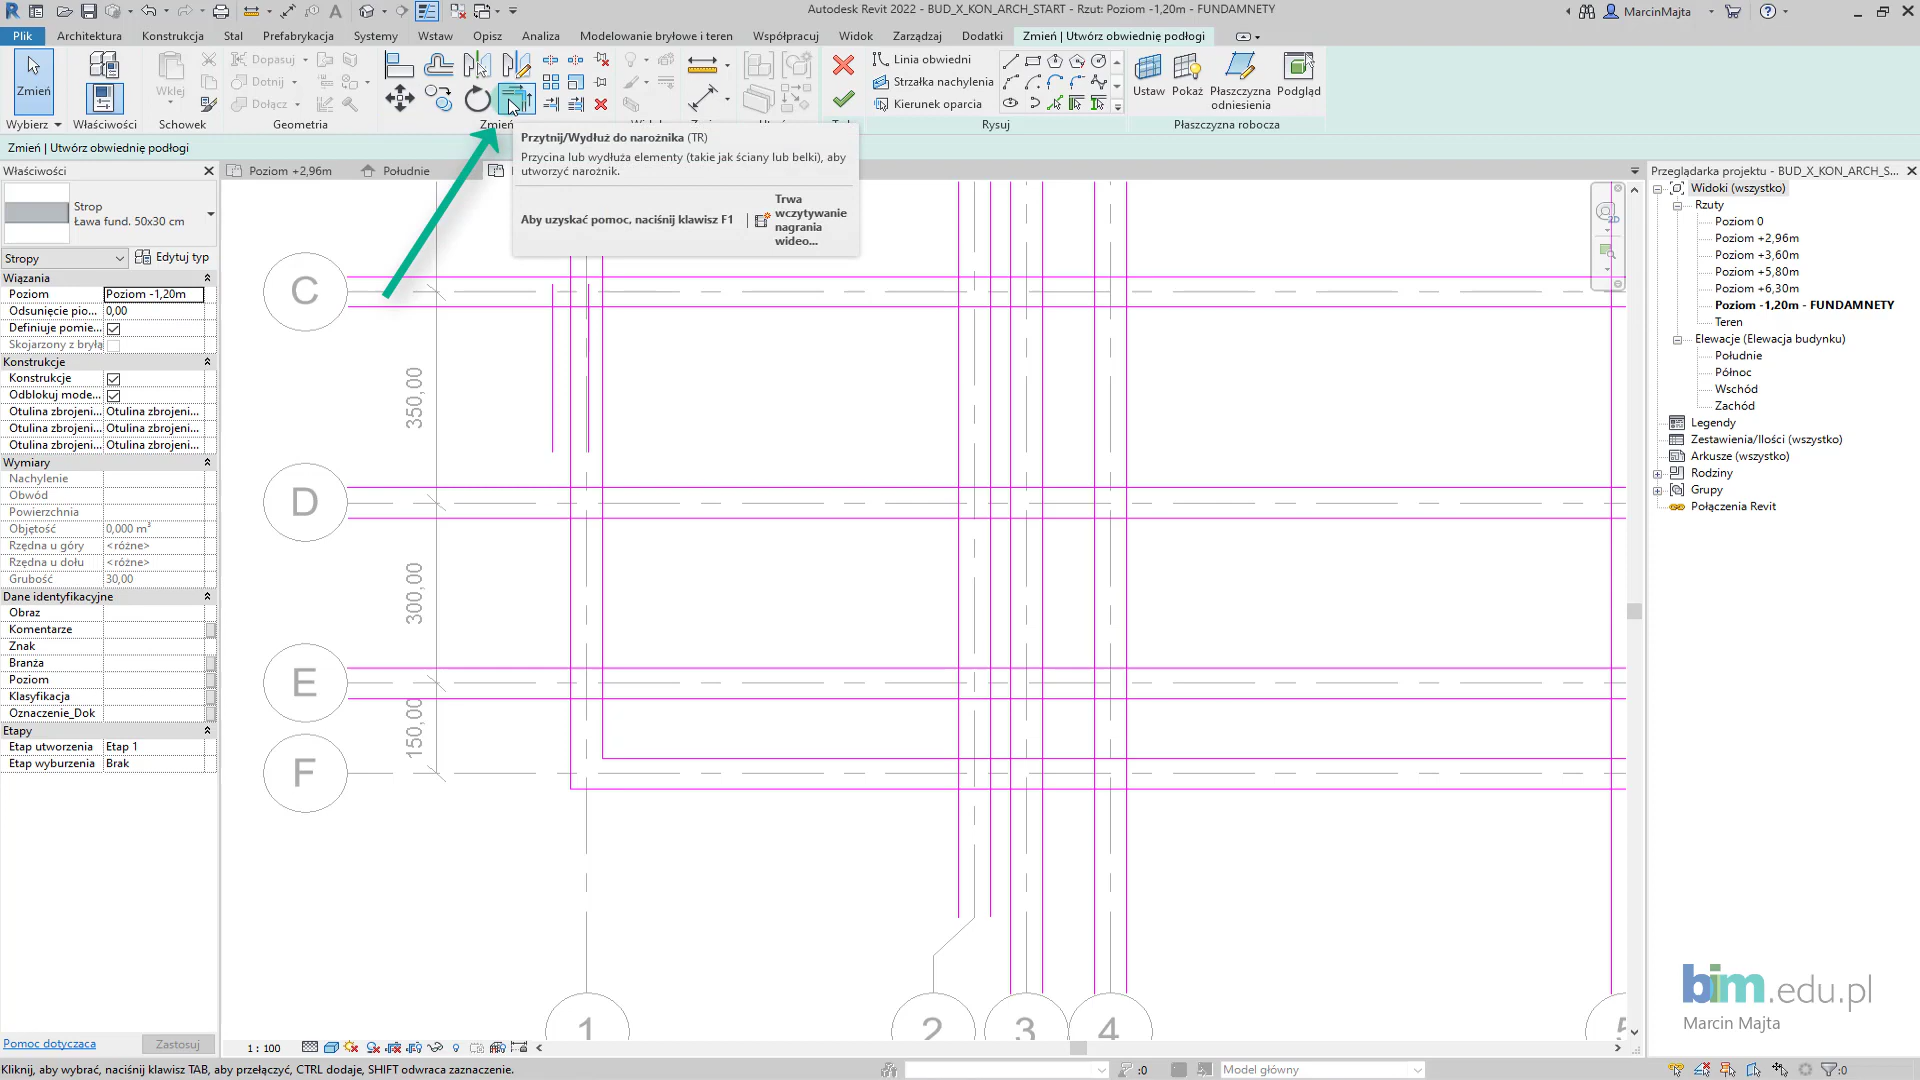 Autodesk Revit 2022 - BUD_X_KON_ARCH_START - Rzut: Poziom -1,20m - FUNDAMNETY
MarcinMajta
Plik
Architektura
Konstrukcja
Stal
Prefabrykacja
Systemy
Wstaw
Opisz
Analiza
Modelowanie bryłowe i teren
Współpracuj
Widok
Zarządzaj
Dodatki
Zmień | Utwórz obwiednię podłogi
Zmień
Wklej
Dopasuj
Dotnij
Dołącz
Linia obwiedni
Strzałka nachylenia
Kierunek oparcia
Ustaw
Pokaż
Płaszczyzna
odniesienia
Podgląd
Wybierz
Właściwości
Schowek
Geometria
Zmień
Rysuj
Płaszczyzna robocza
Zmień | Utwórz obwiednię podłogi
Przytnij/Wydłuż do narożnika (TR)
Przycina lub wydłuża elementy (takie jak ściany lub belki), aby
utworzyć narożnik.
Aby uzyskać pomoc, naciśnij klawisz F1
Trwa
wczytywanie
nagrania
wideo...
Właściwości
Poziom +2,96m
Południe
Strop
Ława fund. 50x30 cm
Stropy
Edytuj typ
Wiązania
Poziom
Poziom -1,20m
Odsunięcie pio...
0,00
Definiuje pomie...
Skojarzony z bryłą
Konstrukcje
Konstrukcje
Odblokuj mode...
Otulina zbrojeni...
Otulina zbrojeni...
Otulina zbrojeni...
Otulina zbrojeni...
Otulina zbrojeni...
Otulina zbrojeni...
Wymiary
Nachylenie
Obwód
Powierzchnia
Objętość
0,000 m³
Rzędna u góry
<różne>
Rzędna u dołu
<różne>
Grubość
30,00
Dane identyfikacyjne
Obraz
Komentarze
Znak
Branża
Poziom
Klasyfikacja
Oznaczenie_Dok
Etapy
Etap utworzenia
Etap 1
Etap wyburzenia
Brak
Pomoc dotycząca
Zastosuj
C
D
E
F
350,00
300,00
150,00
1
2
3
4
2D
Przeglądarka projektu - BUD_X_KON_ARCH_S...
Widoki (wszystko)
Rzuty
Poziom 0
Poziom +2,96m
Poziom +3,60m
Poziom +5,80m
Poziom +6,30m
Poziom -1,20m - FUNDAMNETY
Teren
Elewacje (Elewacja budynku)
Południe
Północ
Wschód
Zachód
Legendy
Zestawienia/Ilości (wszystko)
Arkusze (wszystko)
Rodziny
Grupy
Połączenia Revit
bim.edu.pl
Marcin Majta
1 : 100
Kliknij, aby wybrać, naciśnij klawisz TAB, aby przełączyć, CTRL dodaje, SHIFT odwraca zaznaczenie.
:0
Model główny
:0